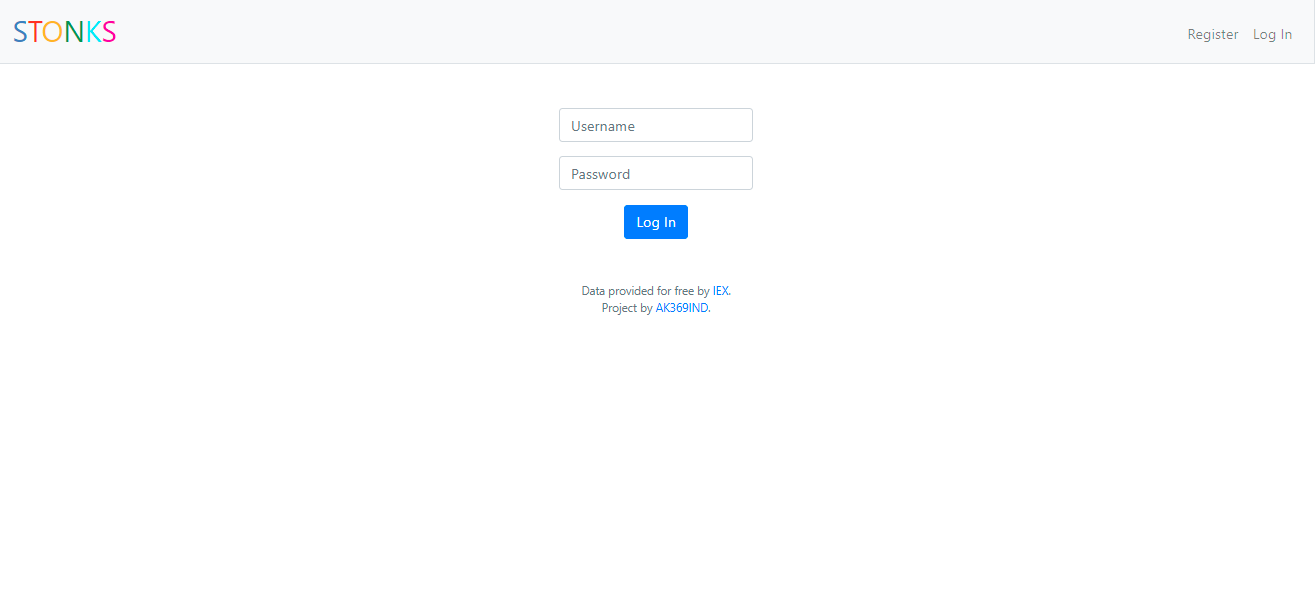 STONKS
Register Log In
Username
Password
Log In
Data provided for free by IEX.
Project by AK369IND.